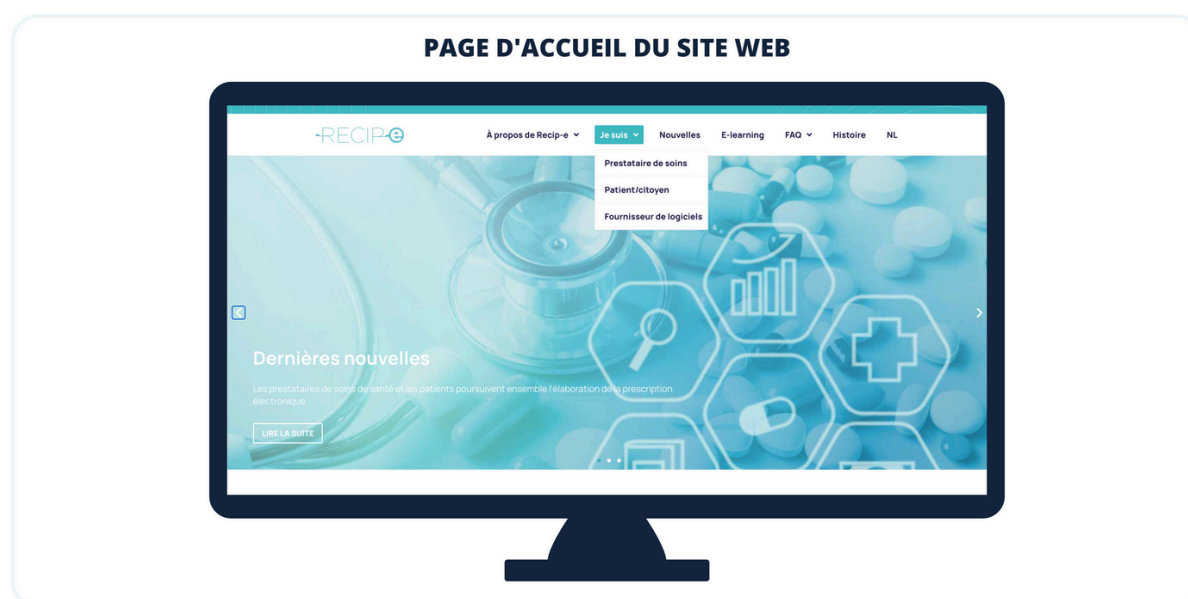 PAGE D'ACCUEIL DU SITE WEB
RECIP-e
À propos de Recip-e
Je suis
Nouvelles
E-learning
FAQ
Histoire
NL
Prestataire de soins
Patient/citoyen
Fournisseur de logiciels
Dernières nouvelles
Les prestataires de soins de santé et les patients poursuivent ensemble l'élaboration de la prescription
électronique
LIRE LA SUITE